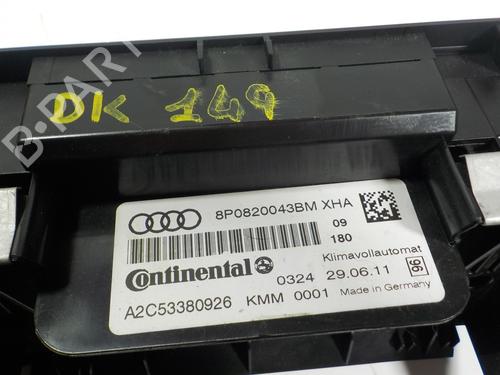 DK 149
B-PARTS
8P0820043BM XHA
09
180
Klimavollautomat
Continental
0324 29.06.11
96
A2C53380926 KMM 0001 Made in Germany